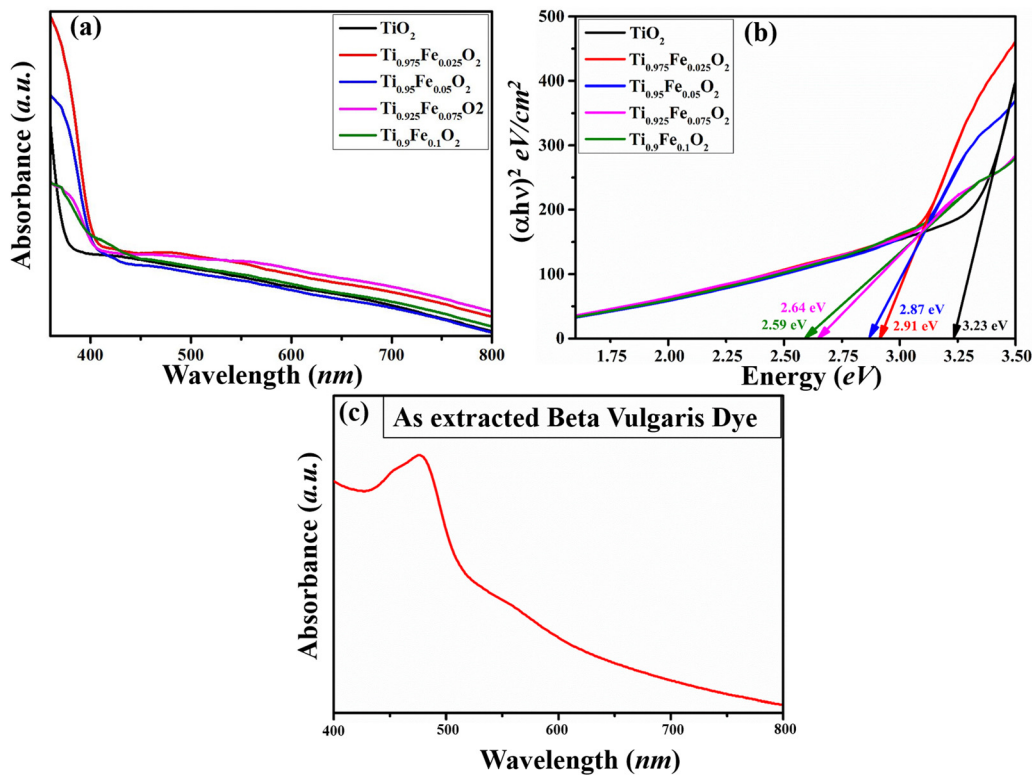 (a)
TiO₂
Ti₀.₉₇₅Fe₀.₀₂₅O₂
Ti₀.₉₅Fe₀.₀₅O₂
Ti₀.₉₂₅Fe₀.₀₇₅O2
Ti₀.₉Fe₀.₁O₂
Absorbance (a.u.)
400 500 600 700 800
Wavelength (nm)
(b)
TiO₂
Ti₀.₉₇₅Fe₀.₀₂₅O₂
Ti₀.₉₅Fe₀.₀₅O₂
Ti₀.₉₂₅Fe₀.₀₇₅O₂
Ti₀.₉Fe₀.₁O₂
(αhν)² eV/cm²
500
400
300
200
100
0
2.64 eV 2.87 eV
2.59 eV 2.91 eV 3.23 eV
1.75 2.00 2.25 2.50 2.75 3.00 3.25 3.50
Energy (eV)
(c)
As extracted Beta Vulgaris Dye
Absorbance (a.u.)
400 500 600 700 800
Wavelength (nm)